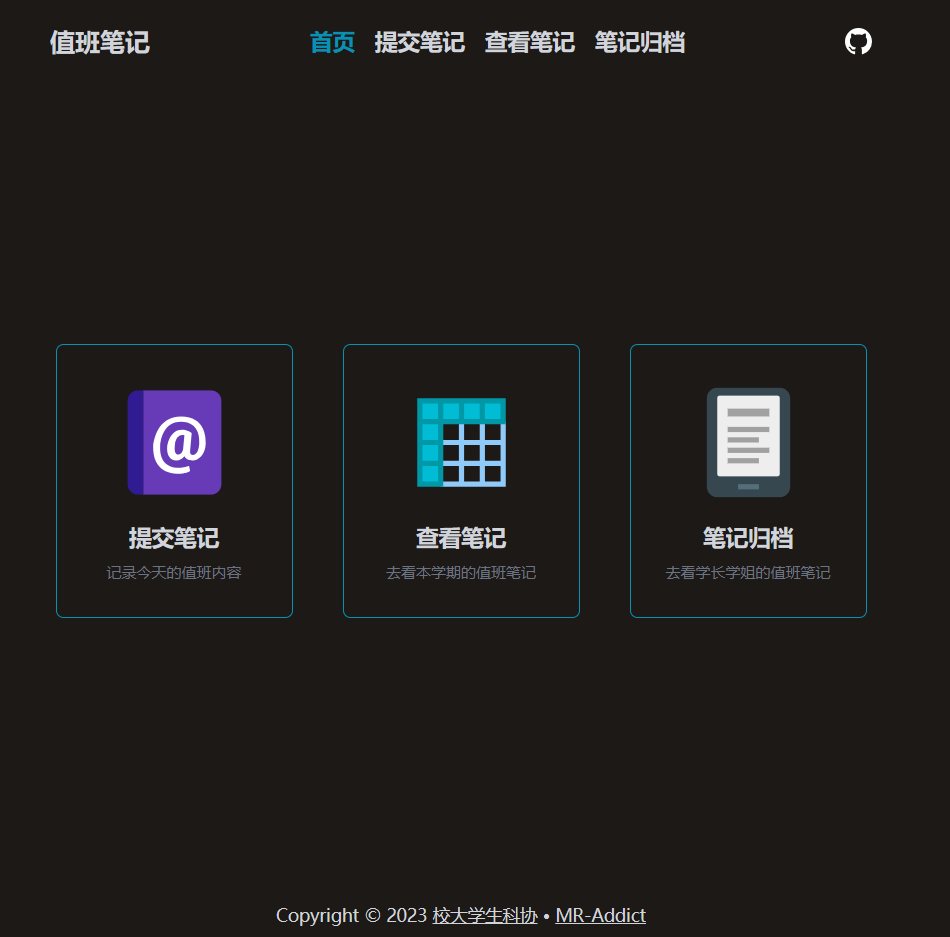 值班笔记
首页 提交笔记 查看笔记 笔记归档
@
提交笔记
记录今天的值班内容
查看笔记
去看本学期的值班笔记
笔记归档
去看学长学姐的值班笔记
Copyright © 2023 校大学生科协 • MR-Addict